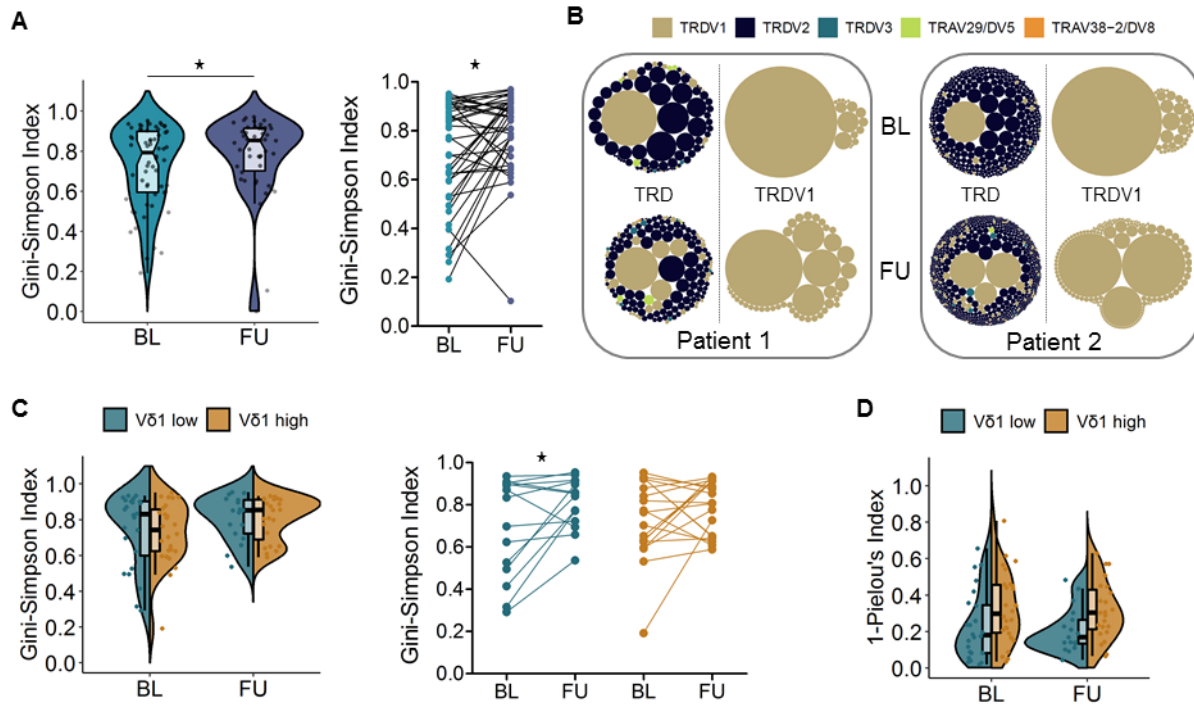 A
★
Gini-Simpson Index
1.0
0.8
0.6
0.4
0.2
0.0
BL
FU
★
Gini-Simpson Index
1.0
0.8
0.6
0.4
0.2
0.0
BL
FU
B
TRDV1 TRDV2 TRDV3 TRAV29/DV5 TRAV38−2/DV8
TRD
TRDV1
Patient 1
BL
FU
TRD
TRDV1
Patient 2
C
Vδ1 low Vδ1 high
Gini-Simpson Index
1.0
0.8
0.6
0.4
0.2
0.0
BL
FU
★
Gini-Simpson Index
1.0
0.8
0.6
0.4
0.2
0.0
BL
FU
BL
FU
D
Vδ1 low Vδ1 high
1-Pielou's Index
1.0
0.8
0.6
0.4
0.2
0.0
BL
FU